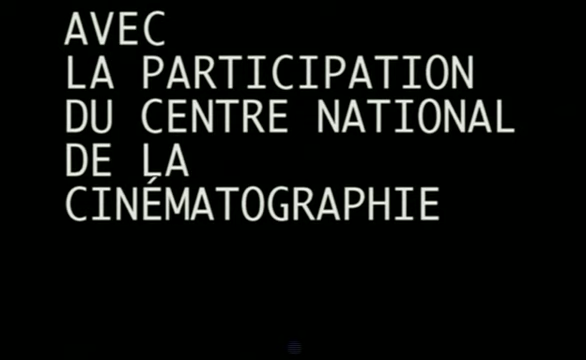 AVEC
LA PARTICIPATION
DU CENTRE NATIONAL
DE LA
CINÉMATOGRAPHIE